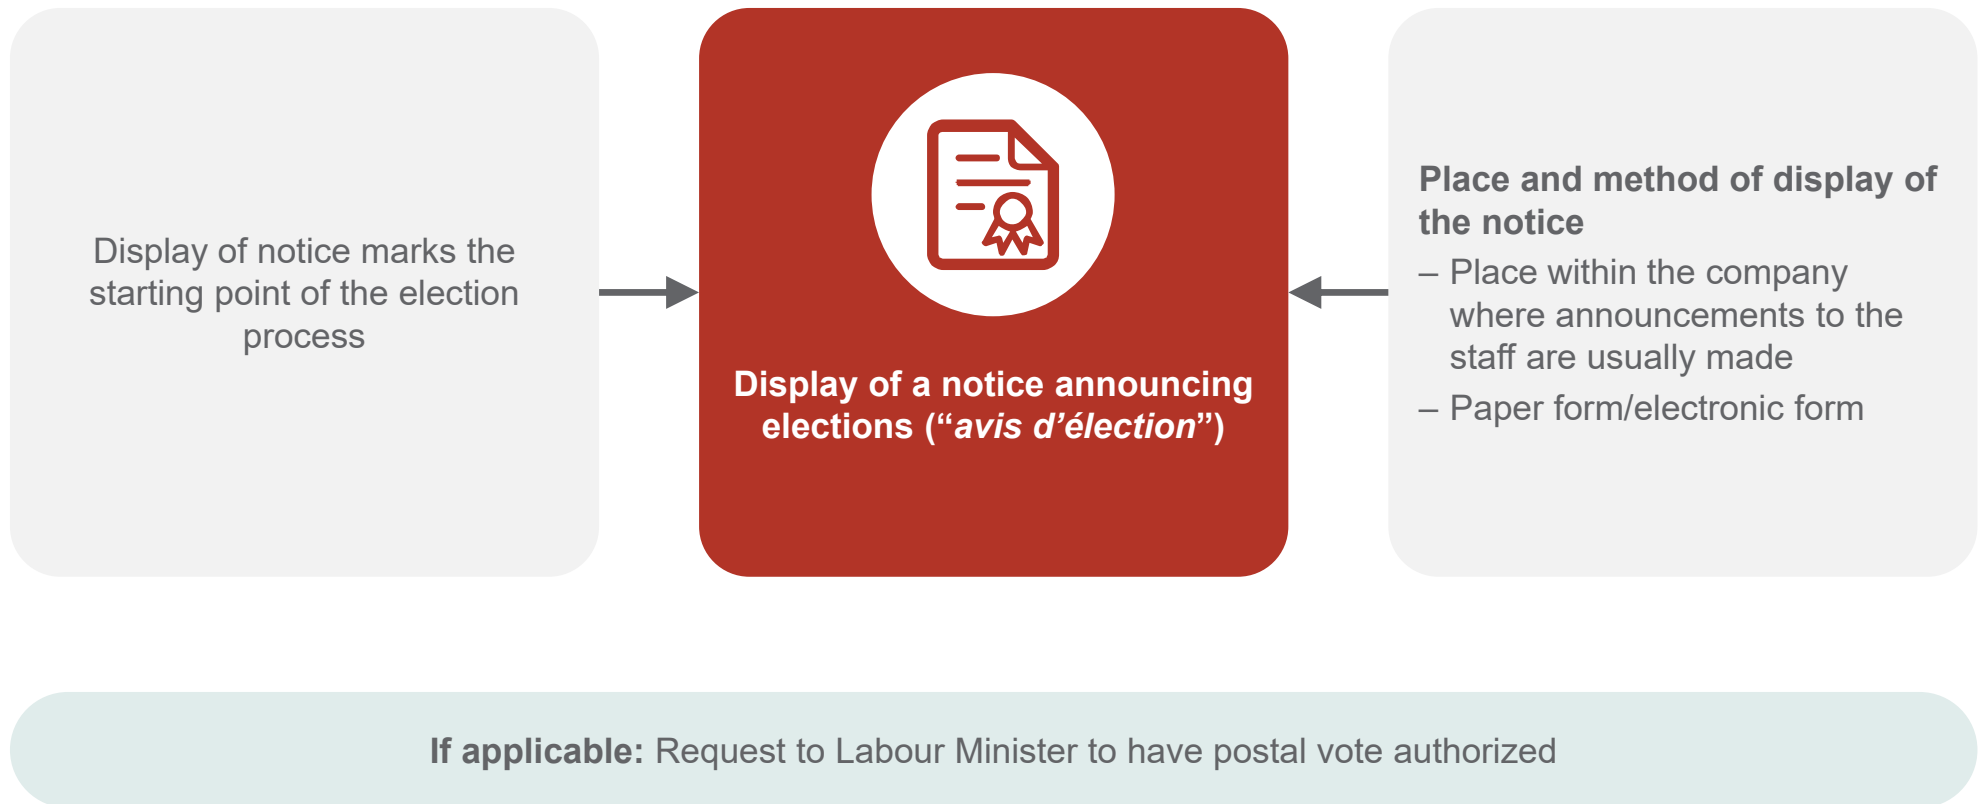 Display of notice marks the
starting point of the election
process
Display of a notice announcing
elections (“avis d’élection”)
Place and method of display of
the notice
– Place within the company
where announcements to the
staff are usually made
– Paper form/electronic form
If applicable: Request to Labour Minister to have postal vote authorized